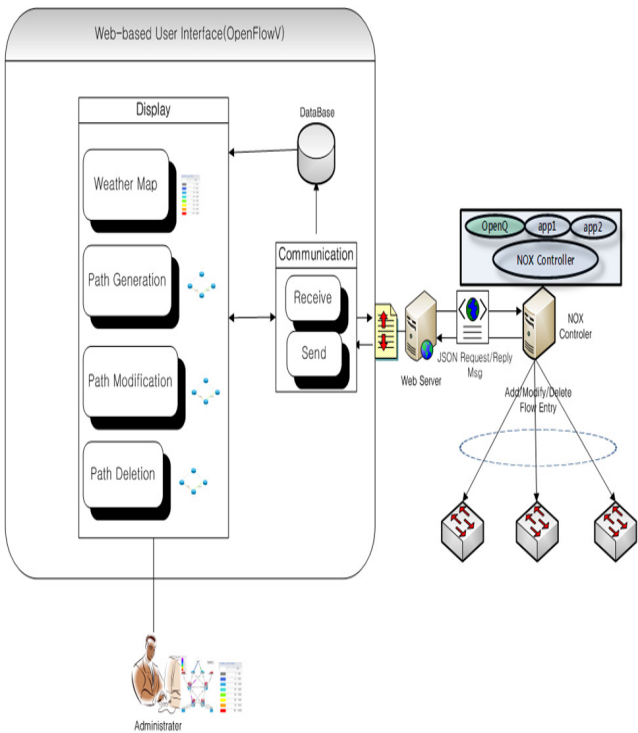 Web-based User Interface(OpenFlowV)
Display
DataBase
Weather Map
Path Generation
Path Modification
Path Deletion
Communication
Receive
Send
Web Server
JSON Request/Reply
Msg
OpenQ
app1
app2
NOX Controller
NOX
Controler
Add/Modify/Delete
Flow Entry
Administrater